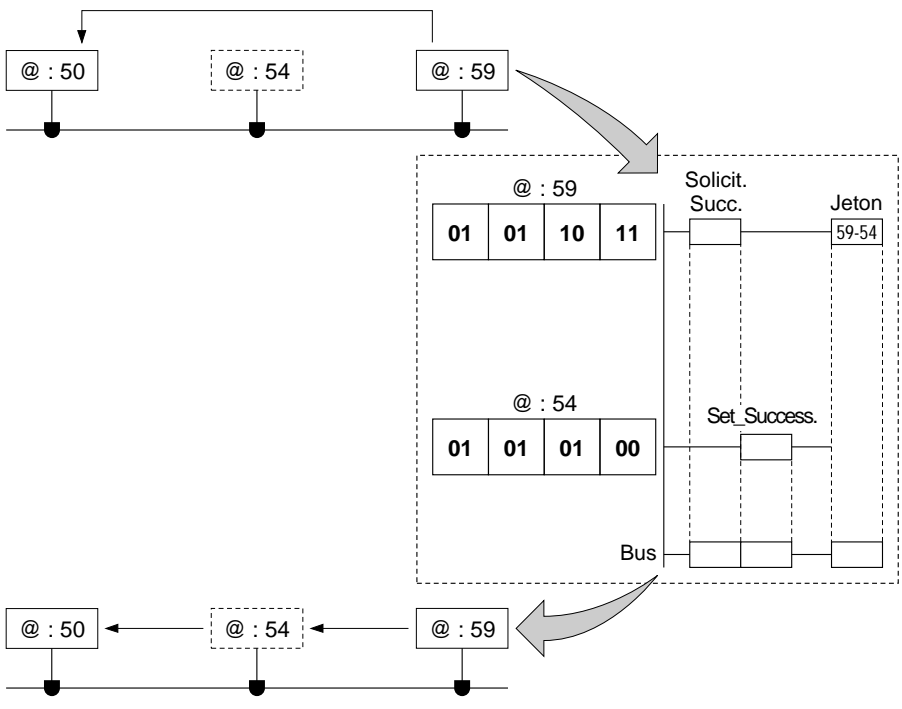 @ : 50
@ : 54
@ : 59
@ : 59
Solicit.
Succ.
Jeton
01 01 10 11
59-54
@ : 54
Set_Success.
01 01 01 00
Bus
@ : 50
@ : 54
@ : 59